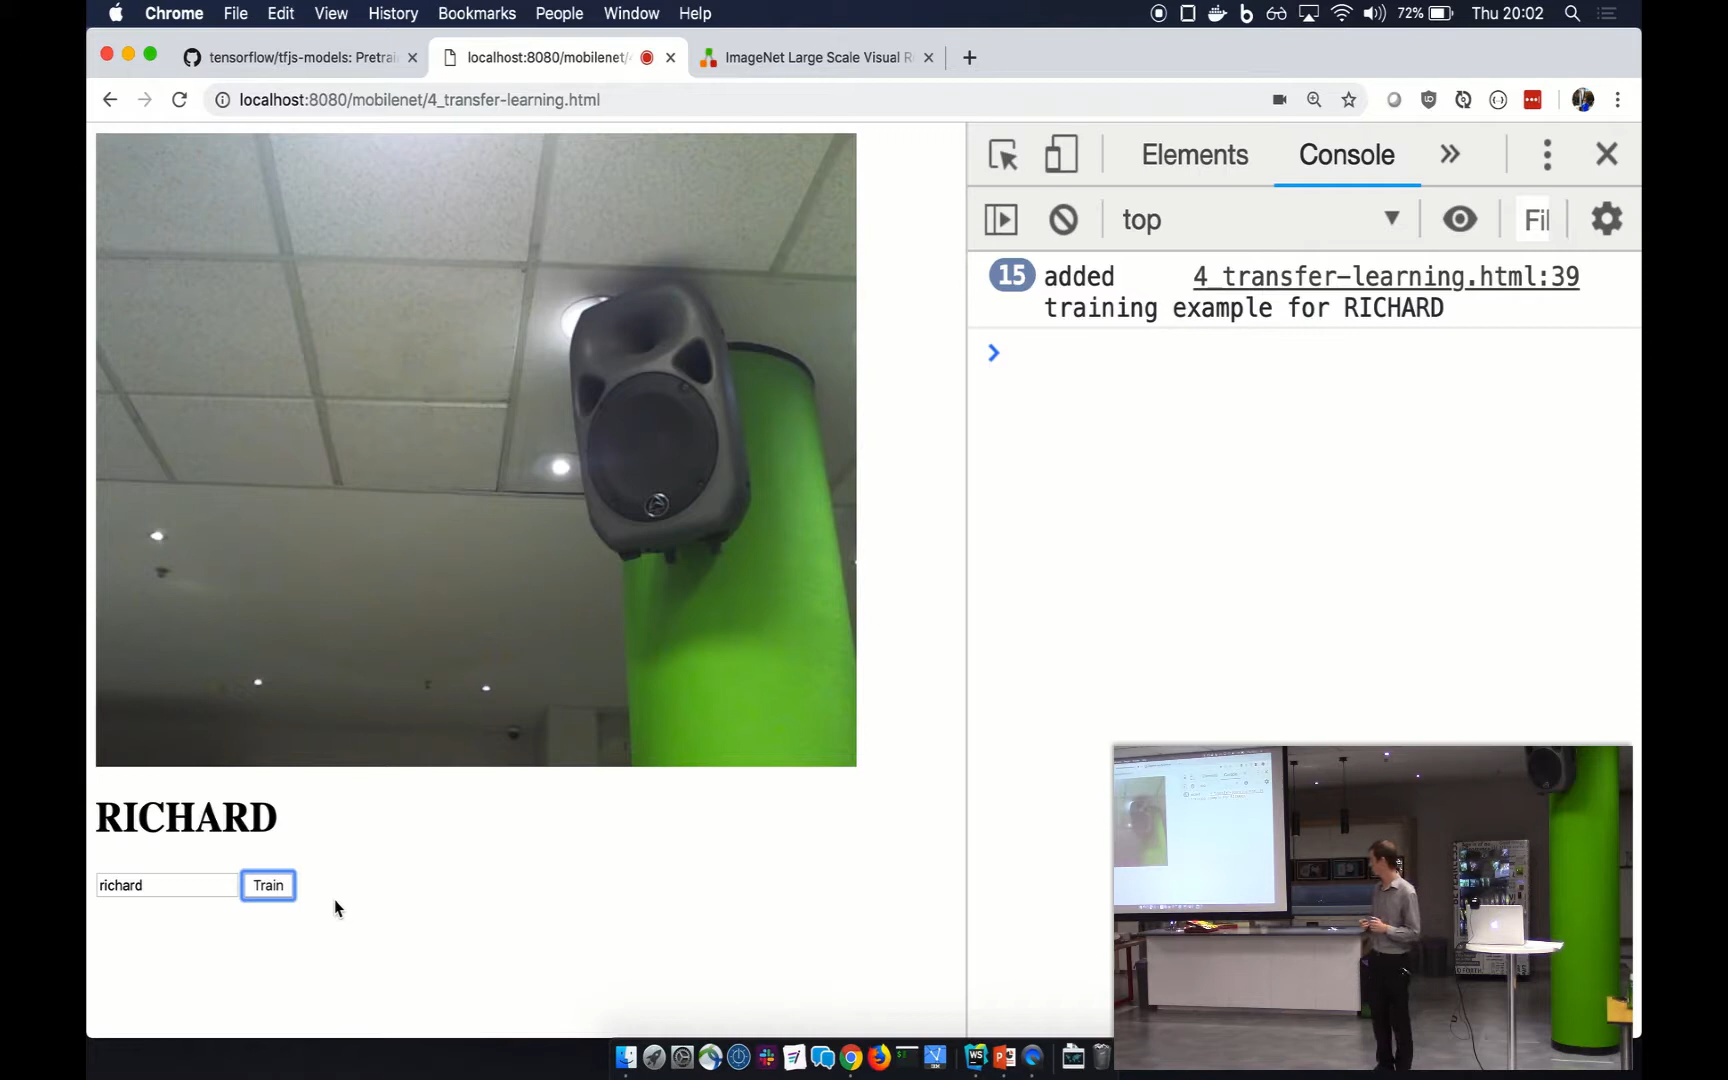 Chrome File Edit View History Bookmarks People Window Help 72% Thu 20:02
tensorflow/tfjs-models: Pretrai
localhost:8080/mobilenet/
ImageNet Large Scale Visual R
localhost:8080/mobilenet/4_transfer-learning.html
Elements Console
top Fil
15 added 4_transfer-learning.html:39
training example for RICHARD
RICHARD
richard Train